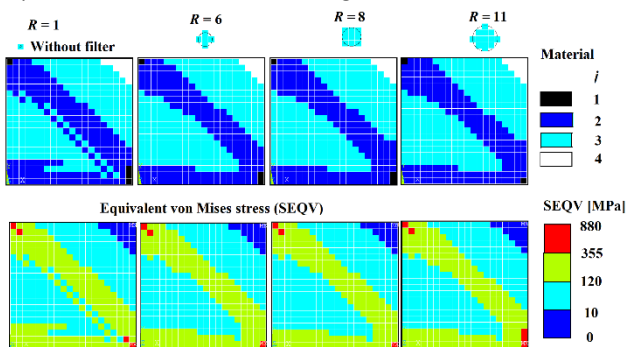 R = 1
R = 6
R = 8
R = 11
Without filter
Material
i
1
2
3
4
X
X
X
Equivalent von Mises stress (SEQV)
SEQV [MPa]
880
355
120
10
0